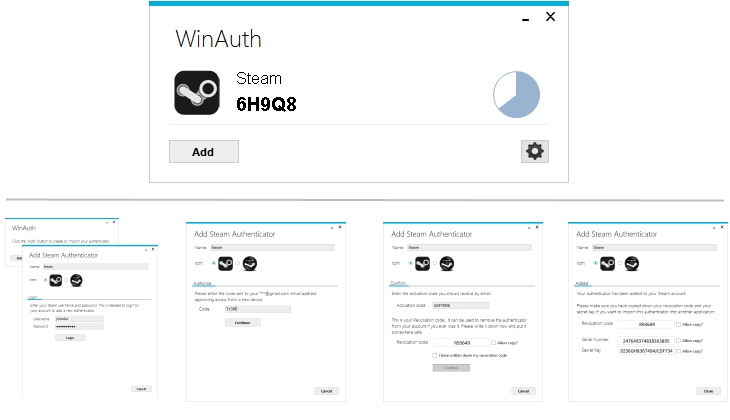 WinAuth
Steam
6H9Q8
Add
WinAuth
Click the "Add" button to create or import your authenticator
Add Steam Authenticator
Name Steam
Icon
Login
Enter your steam username and password. This is needed to login to
your account to add a new authenticator.
Username
Password
Login
Cancel
Add Steam Authenticator
Name Steam
Icon
Authorise
Please enter the code sent to your ***@gmail.com email address
approving access from a new device.
Code
Continue
Cancel
Add Steam Authenticator
Name Steam
Icon
Confirm
Enter the activation code you should receive by email.
Activation code
This is your Revocation code. It can be used to remove the authenticator
from your account if you ever lose it. Please write it down now and put it
somewhere safe.
Revocation code R93649 Allow copy?
I have written down my revocation code
Confirm
Cancel
Add Steam Authenticator
Name Steam
Icon
Added
Your authenticator has been added to your Steam account.
Please make sure you have copied down your revocation code and your
secret key if you want to import this authenticator into another application.
Revocation code R93649 Allow copy?
Serial Number Allow copy?
Secret Key Allow copy?
Close